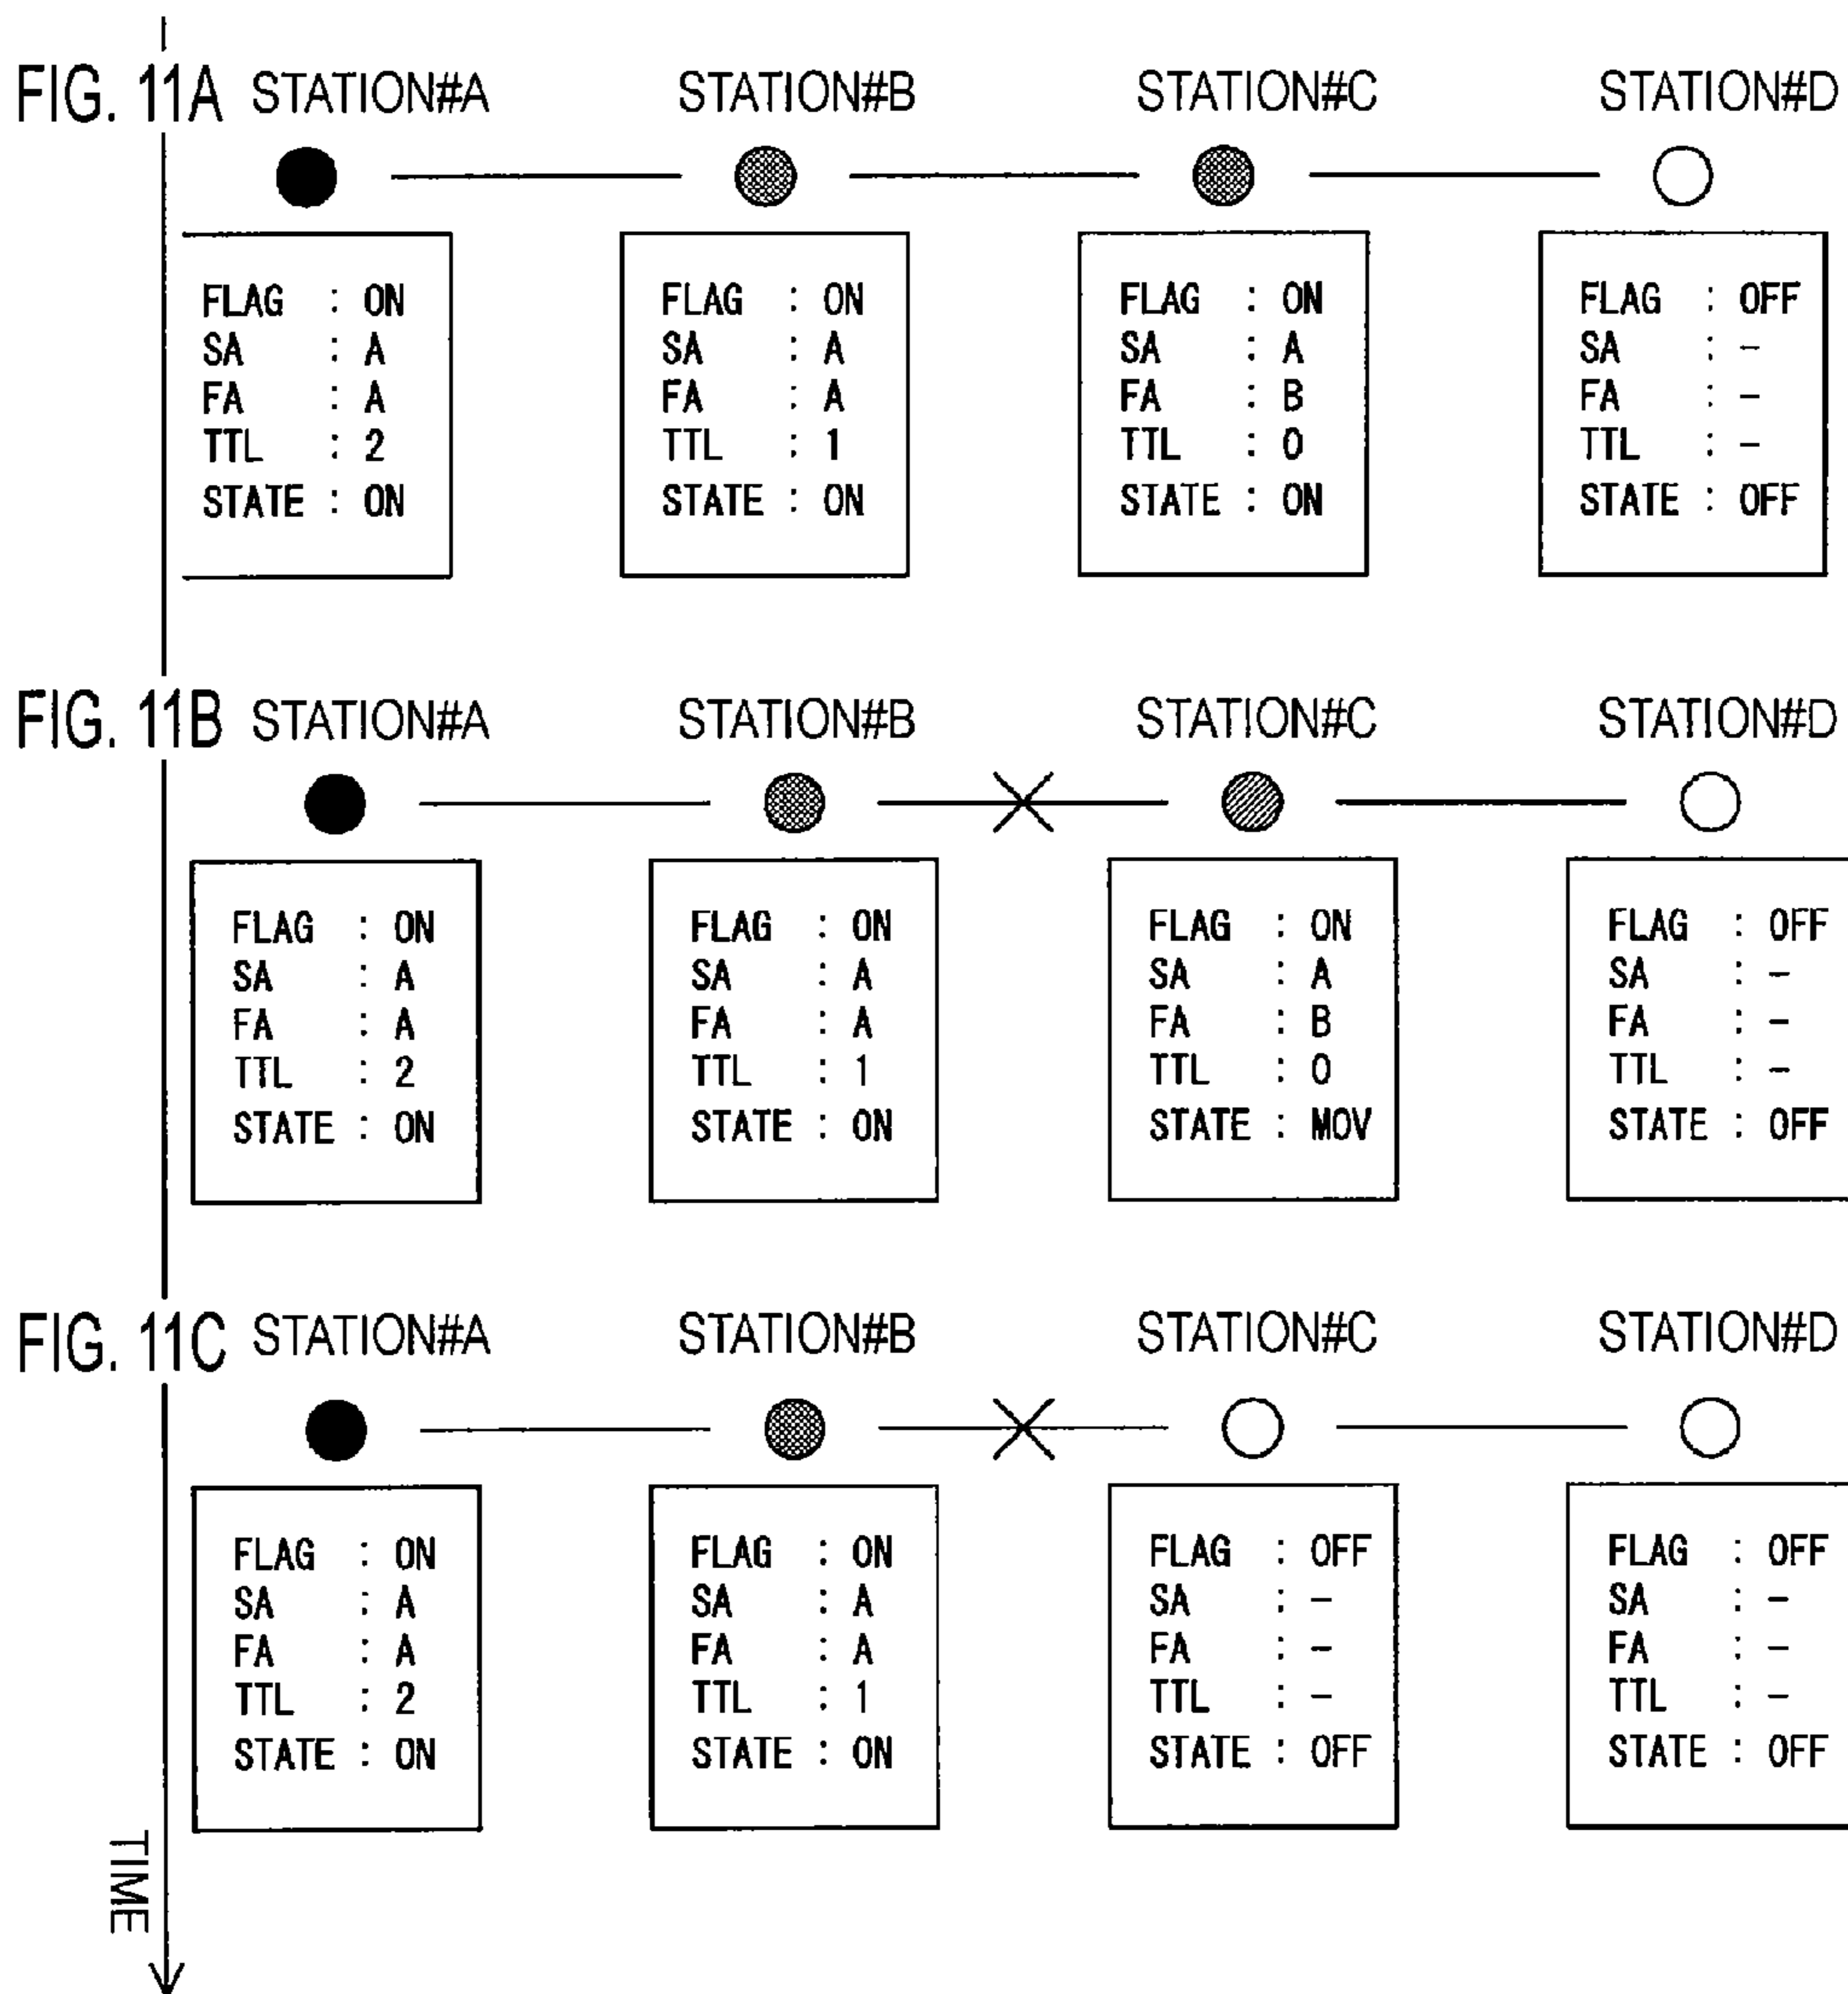 FIG. 11A STATION#A STATION#B STATION#C STATION#D
FLAG : ON FLAG : ON FLAG : ON FLAG : OFF
SA : A SA : A SA : A SA : -
FA : A FA : A FA : B FA : -
TTL : 2 TTL : 1 TTL : 0 TTL : -
STATE : ON STATE : ON STATE : ON STATE : OFF
FIG. 11B STATION#A STATION#B STATION#C STATION#D
FLAG : ON FLAG : ON FLAG : ON FLAG : OFF
SA : A SA : A SA : A SA : -
FA : A FA : A FA : B FA : -
TTL : 2 TTL : 1 TTL : 0 TTL : -
STATE : ON STATE : ON STATE : MOV STATE : OFF
FIG. 11C STATION#A STATION#B STATION#C STATION#D
FLAG : ON FLAG : ON FLAG : OFF FLAG : OFF
SA : A SA : A SA : - SA : -
FA : A FA : A FA : - FA : -
TTL : 2 TTL : 1 TTL : - TTL : -
STATE : ON STATE : ON STATE : OFF STATE : OFF
TIME